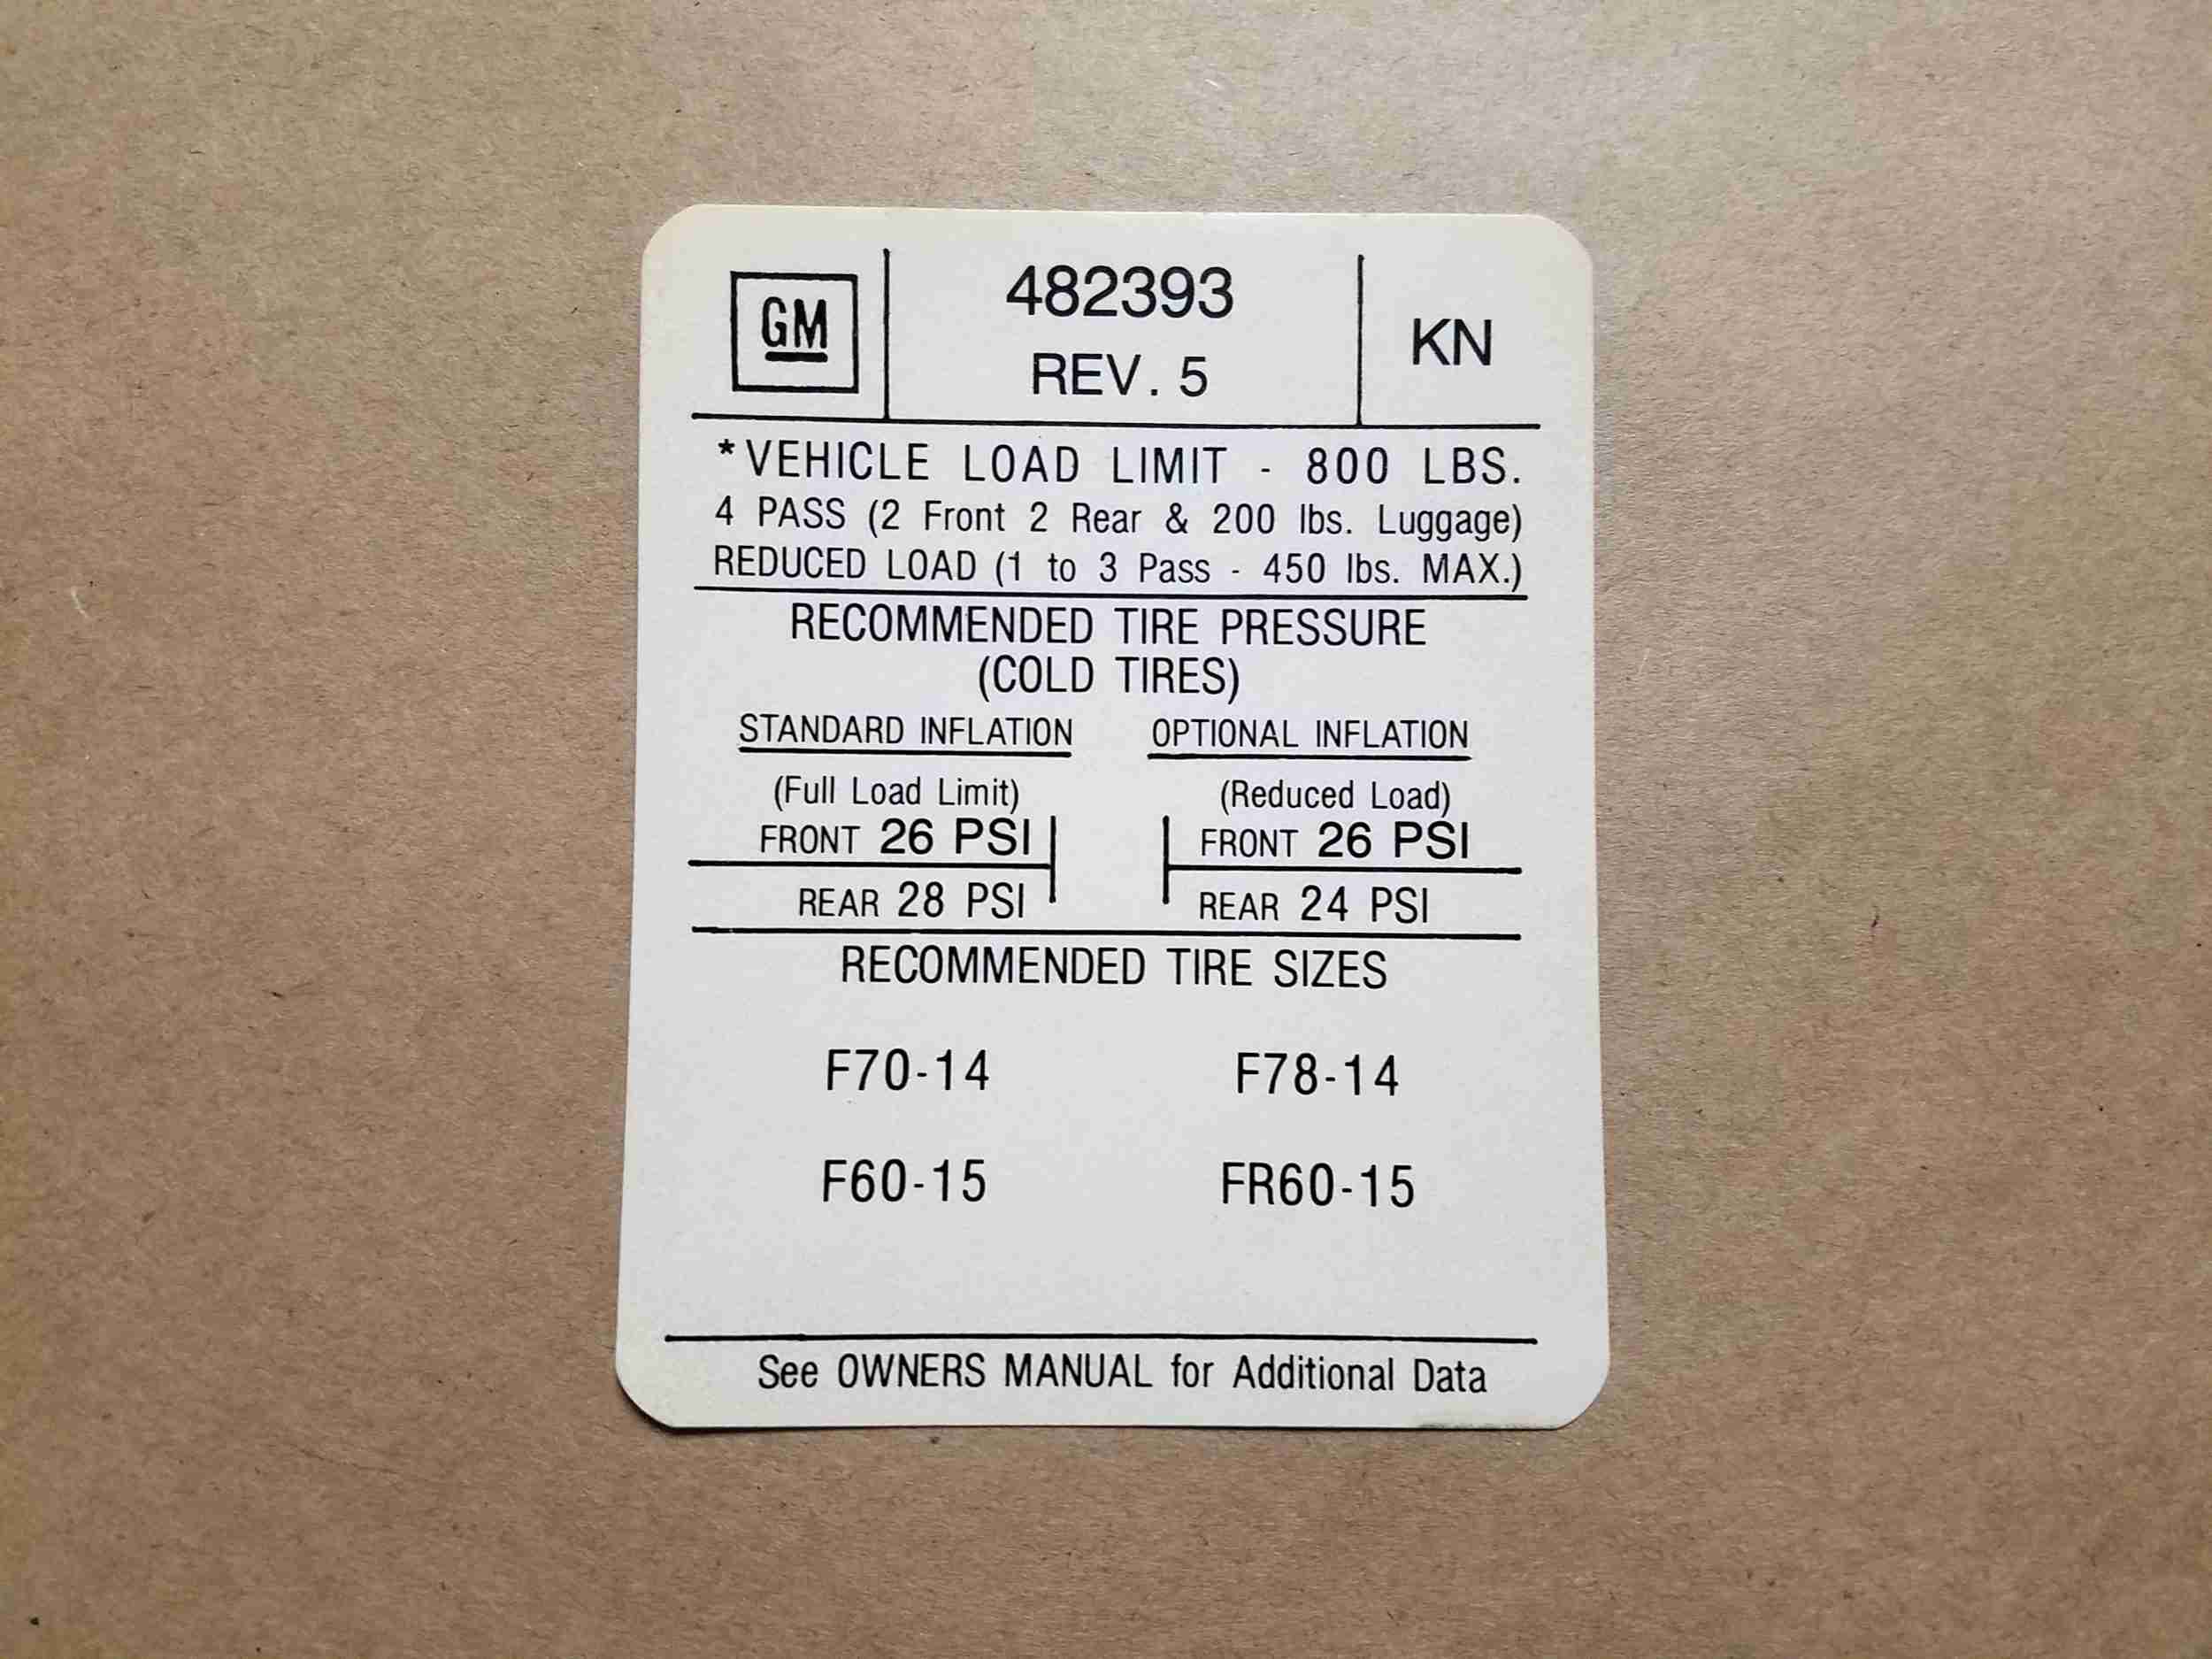 GM
482393
REV. 5
KN
*VEHICLE LOAD LIMIT - 800 LBS.
4 PASS (2 Front 2 Rear & 200 lbs. Luggage)
REDUCED LOAD (1 to 3 Pass - 450 lbs. MAX.)
RECOMMENDED TIRE PRESSURE
(COLD TIRES)
STANDARD INFLATION OPTIONAL INFLATION
(Full Load Limit) (Reduced Load)
FRONT 26 PSI FRONT 26 PSI
REAR 28 PSI REAR 24 PSI
RECOMMENDED TIRE SIZES
F70-14 F78-14
F60-15 FR60-15
See OWNERS MANUAL for Additional Data